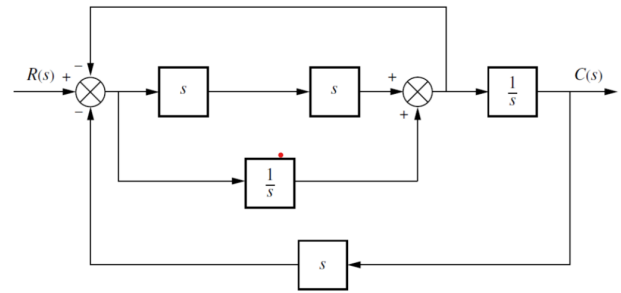 R(s) + − s s + 1/s C(s)
− +
1/s
s